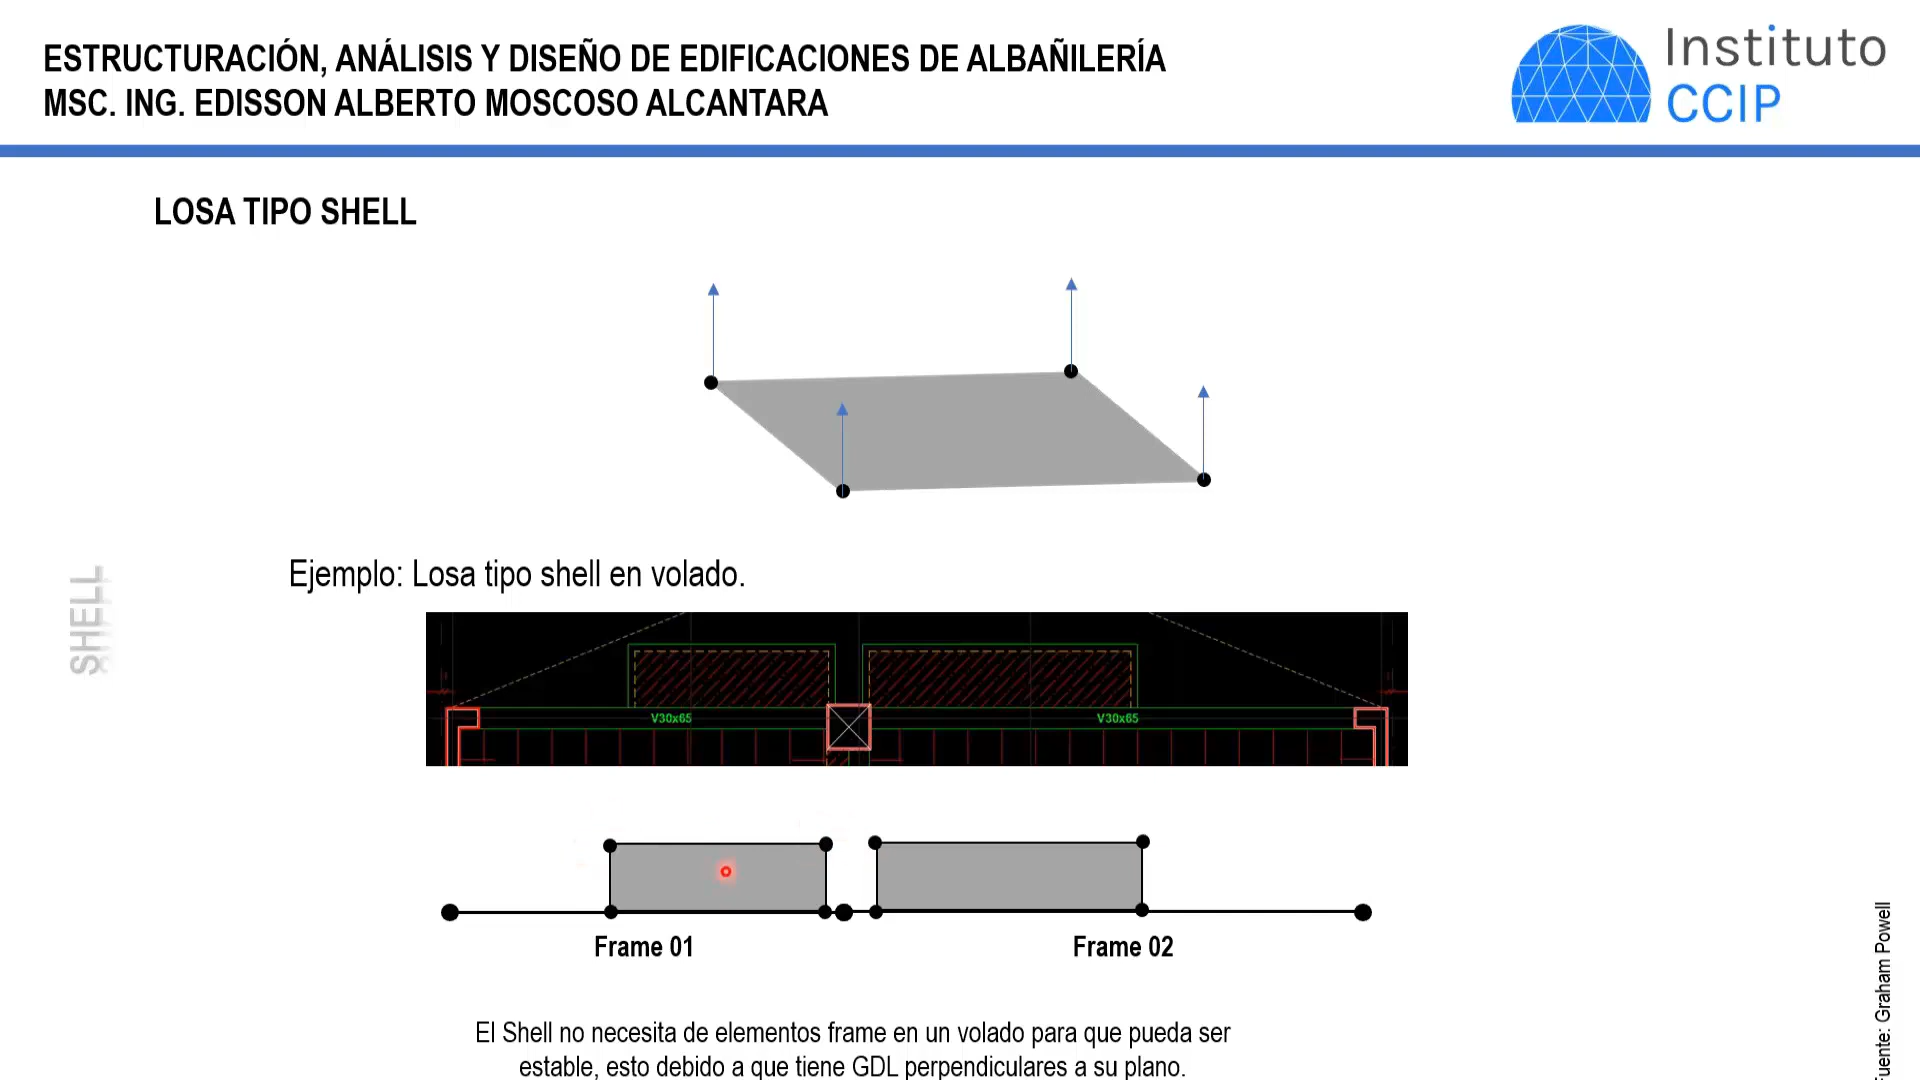 ESTRUCTURACIÓN, ANÁLISIS Y DISEÑO DE EDIFICACIONES DE ALBAÑILERÍA
MSC. ING. EDISSON ALBERTO MOSCOSO ALCANTARA
Instituto
CCIP
LOSA TIPO SHELL
SHELL
Ejemplo: Losa tipo shell en volado.
V30x65
V30x65
Frame 01
Frame 02
El Shell no necesita de elementos frame en un volado para que pueda ser
estable, esto debido a que tiene GDL perpendiculares a su plano.
uente: Graham Powell